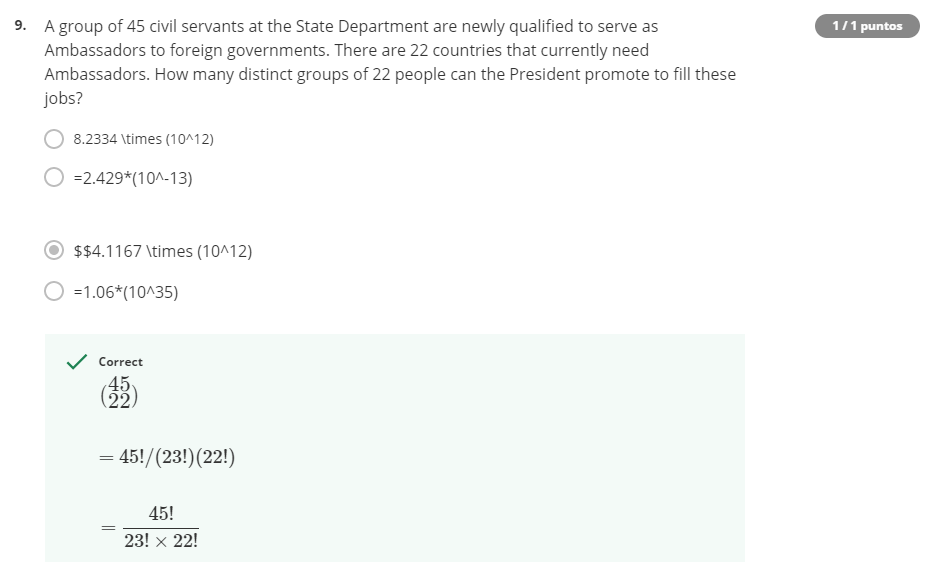 9. A group of 45 civil servants at the State Department are newly qualified to serve as
Ambassadors to foreign governments. There are 22 countries that currently need
Ambassadors. How many distinct groups of 22 people can the President promote to fill these
jobs?
1 / 1 puntos
8.2334 \times (10^12)
=2.429*(10^-13)
$$4.1167 \times (10^12)
=1.06*(10^35)
Correct
(45
22)
= 45!/(23!)(22!)
= 45!
23! × 22!